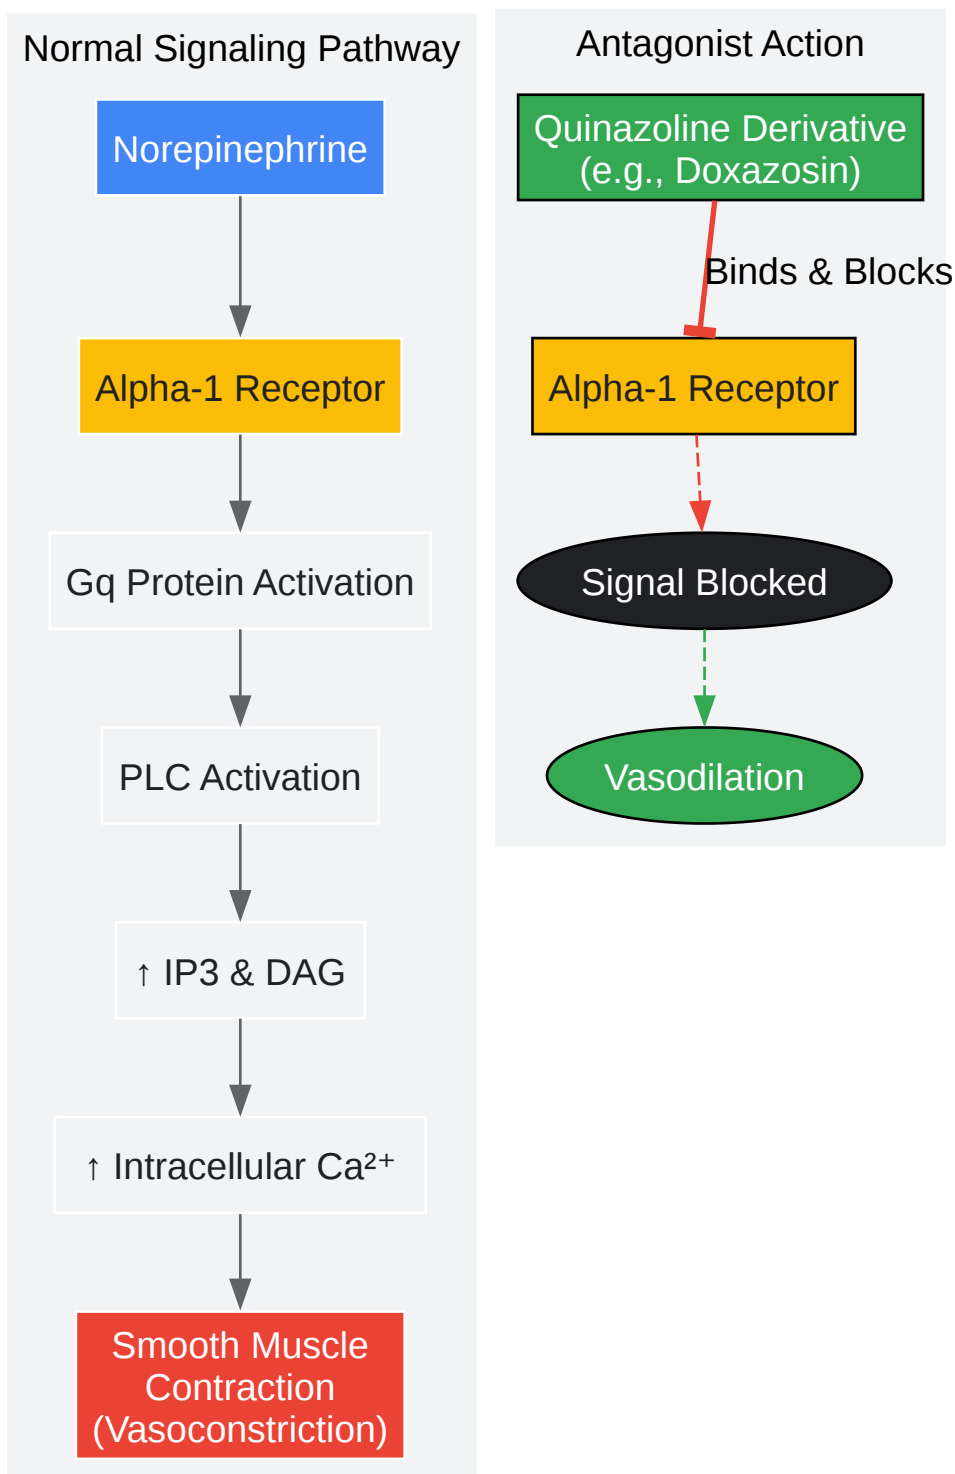 Normal Signaling Pathway
Norepinephrine
Alpha-1 Receptor
Gq Protein Activation
PLC Activation
↑ IP3 & DAG
↑ Intracellular Ca²⁺
Smooth Muscle
Contraction
(Vasoconstriction)
Antagonist Action
Quinazoline Derivative
(e.g., Doxazosin)
Binds & Blocks
Alpha-1 Receptor
Signal Blocked
Vasodilation